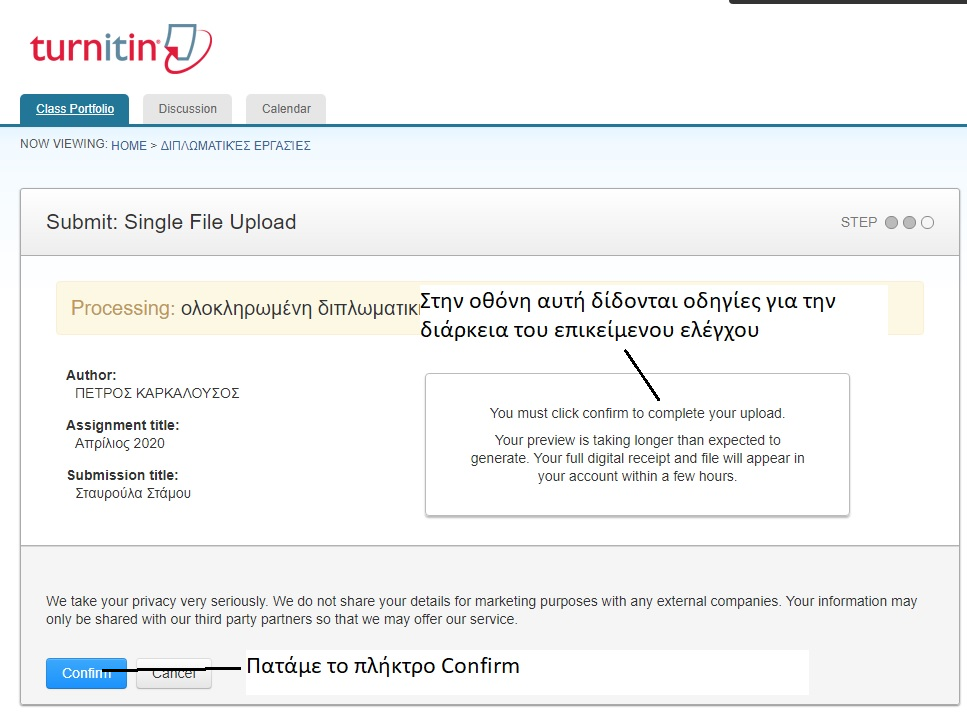 turnitin
Class Portfolio Discussion Calendar
NOW VIEWING: HOME > ΔΙΠΛΩΜΑΤΙΚΈΣ ΕΡΓΑΣΊΕΣ
Submit: Single File Upload
STEP
Processing: ολοκληρωμένη
Στην οθόνη αυτή δίδονται οδηγίες για την
διάρκεια του επικείμενου ελέγχου
Author:
ΠΕΤΡΟΣ ΚΑΡΚΑΛΟΥΣΟΣ
Assignment title:
Απρίλιος 2020
Submission title:
Σταυρούλα Στάμου
You must click confirm to complete your upload.
Your preview is taking longer than expected to
generate. Your full digital receipt and file will appear in
your account within a few hours.
We take your privacy very seriously. We do not share your details for marketing purposes with any external companies. Your information may
only be shared with our third party partners so that we may offer our service.
Confirm Cancel
Πατάμε το πλήκτρο Confirm